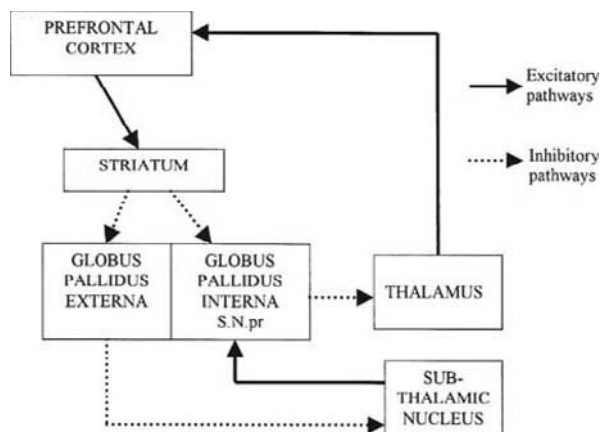 PREFRONTAL
CORTEX
Excitatory
pathways
STRIATUM
Inhibitory
pathways
GLOBUS
PALLIDUS
EXTERNA
GLOBUS
PALLIDUS
INTERNA
S.N.pr
THALAMUS
SUB-
THALAMIC
NUCLEUS